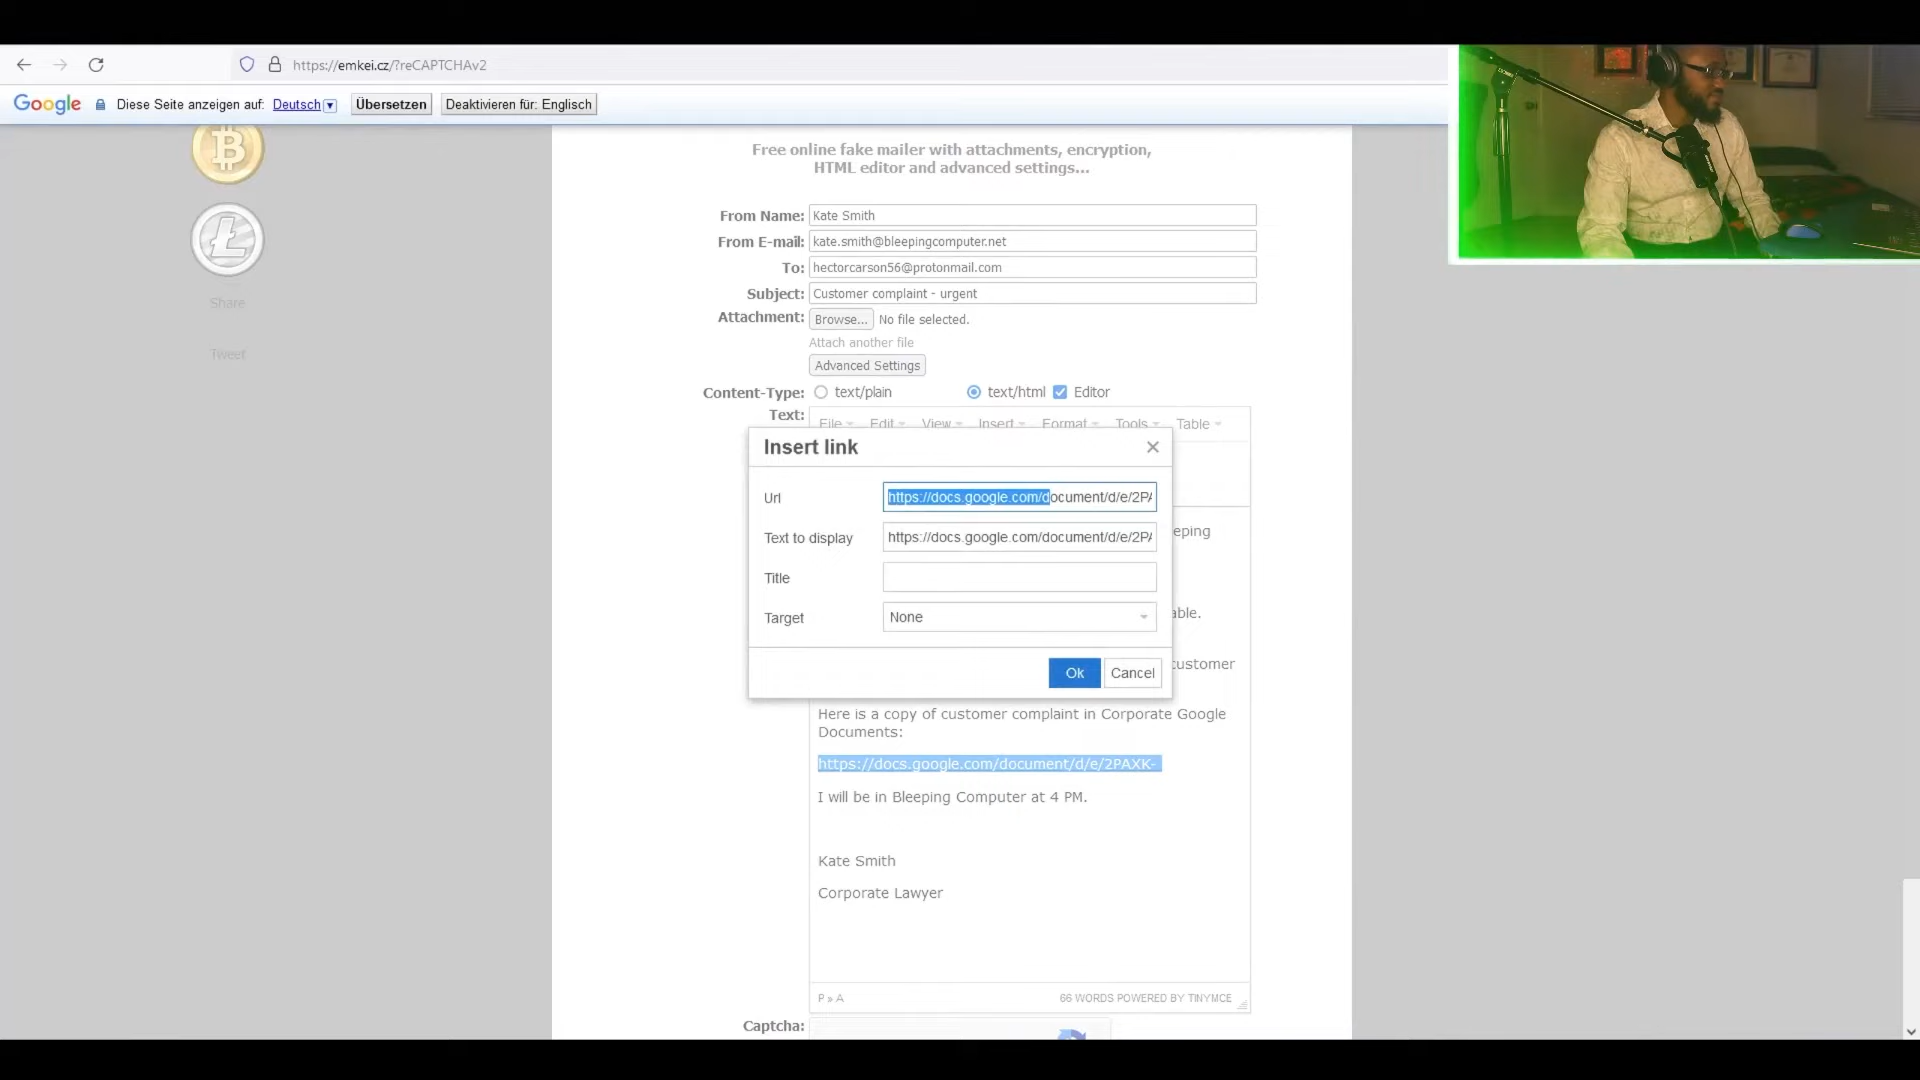 https://emkei.cz/?reCAPTCHAv2
Google Diese Seite anzeigen auf: Deutsch Übersetzen Deaktivieren für: Englisch
Free online fake mailer with attachments, encryption,
HTML editor and advanced settings...
Share
Tweet
From Name: Kate Smith
From E-mail: kate.smith@bleepingcomputer.net
To: hectorcarson56@protonmail.com
Subject: Customer complaint - urgent
Attachment: Browse... No file selected.
Attach another file
Advanced Settings
Content-Type: text/plain text/html Editor
Text:
File Edit View Insert Format Tools Table
Insert link
Url https://docs.google.com/document/d/e/2PA
Text to display https://docs.google.com/document/d/e/2PA
Title
Target None
Ok Cancel
eeping
able.
customer
Here is a copy of customer complaint in Corporate Google
Documents:
https://docs.google.com/document/d/e/2PAXK-
I will be in Bleeping Computer at 4 PM.
Kate Smith
Corporate Lawyer
P » A 66 WORDS POWERED BY TINYMCE
Captcha: